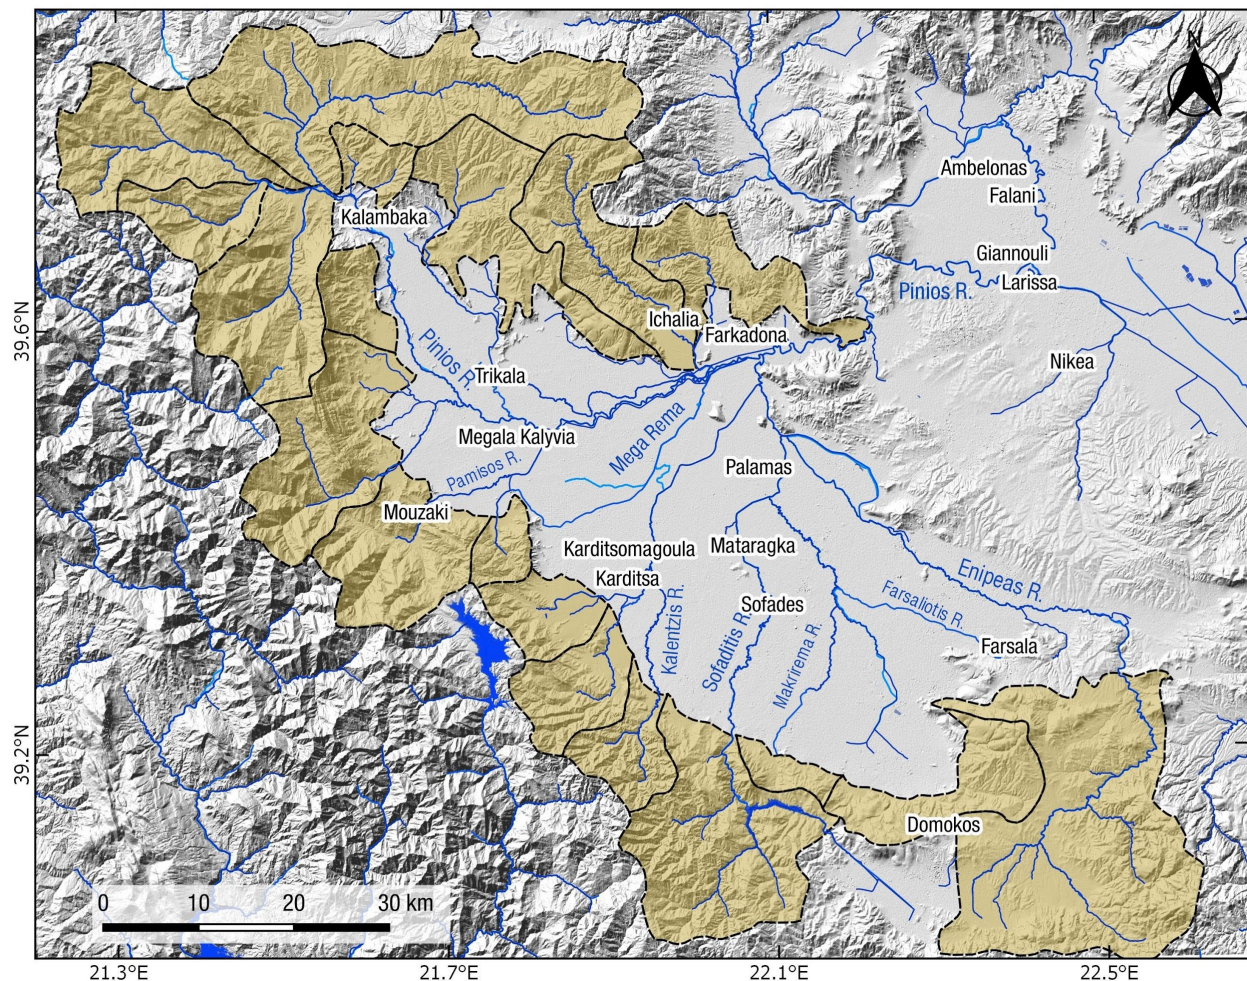 N
Ambelonas
Falani
Kalambaka
Giannouli
Larissa
Pinios R.
Ichalia
Farkadona
39.6°N
Pinios R.
Trikala
Nikea
Megala Kalyvia
Mega Rema
Pamisos R.
Palamas
Mouzaki
Karditsomagoula
Mataragka
Karditsa
Enipeas R.
Kalentzis R.
Sofades
Farsaliotis R.
Sofaditis R.
Makrirema R.
Farsala
39.2°N
Domokos
0 10 20 30 km
21.3°E 21.7°E 22.1°E 22.5°E